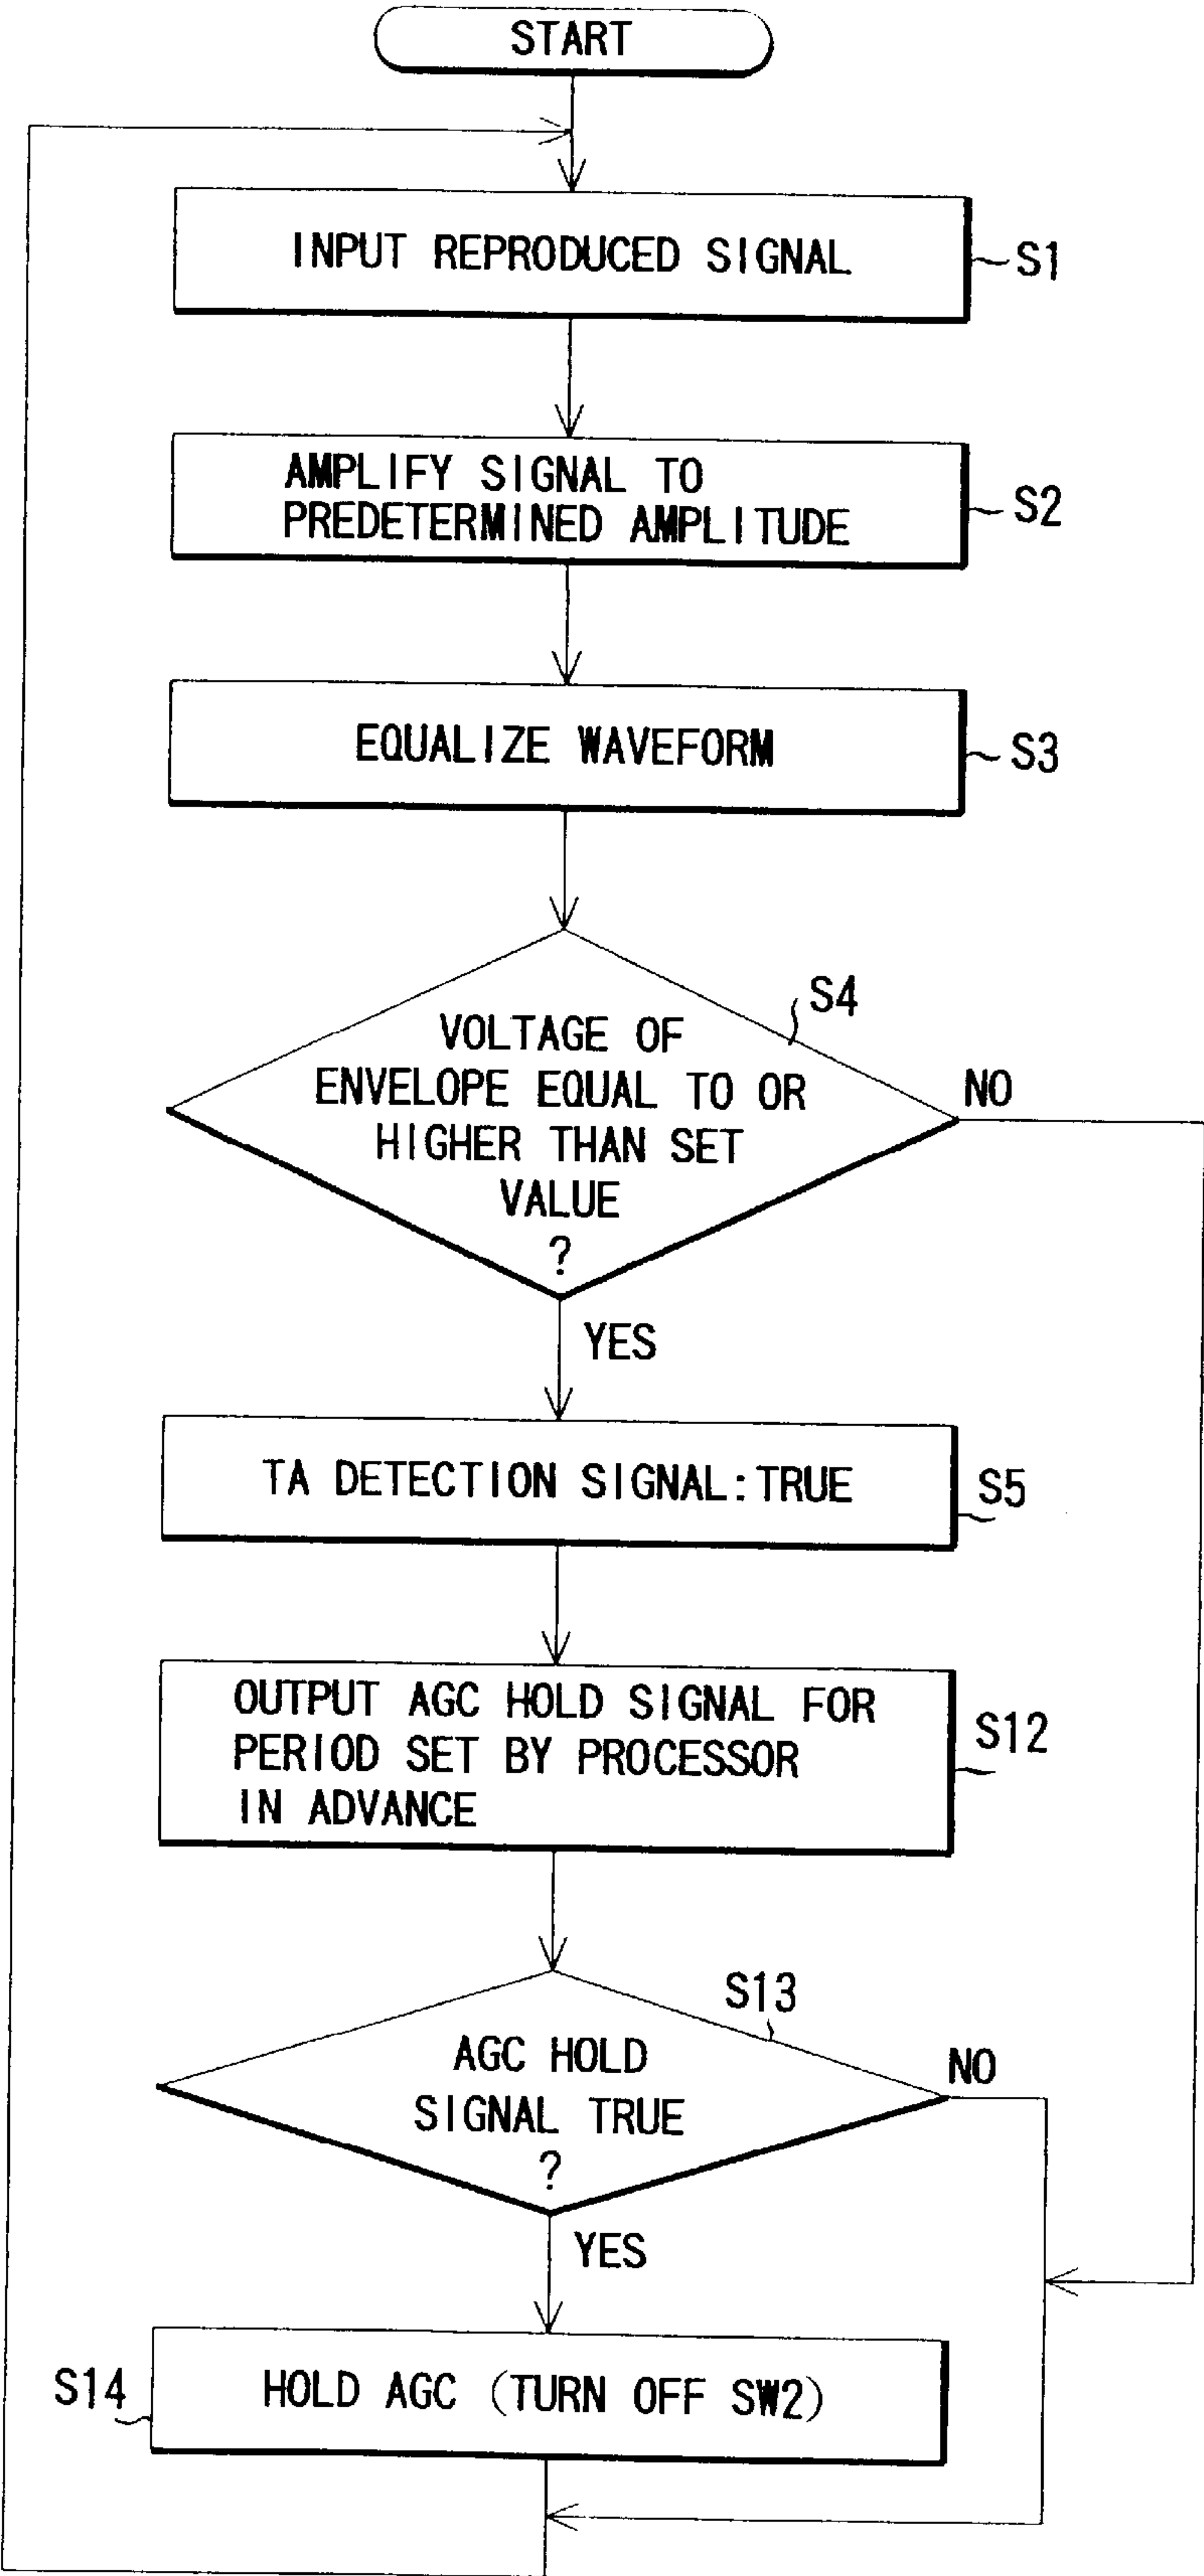 START
INPUT REPRODUCED SIGNAL
S1
AMPLIFY SIGNAL TO
PREDETERMINED AMPLITUDE
S2
EQUALIZE WAVEFORM
S3
S4
VOLTAGE OF
ENVELOPE EQUAL TO OR
HIGHER THAN SET
VALUE
?
NO
YES
TA DETECTION SIGNAL:TRUE
S5
OUTPUT AGC HOLD SIGNAL FOR
PERIOD SET BY PROCESSOR
IN ADVANCE
S12
S13
AGC HOLD
SIGNAL TRUE
?
NO
YES
S14
HOLD AGC (TURN OFF SW2)